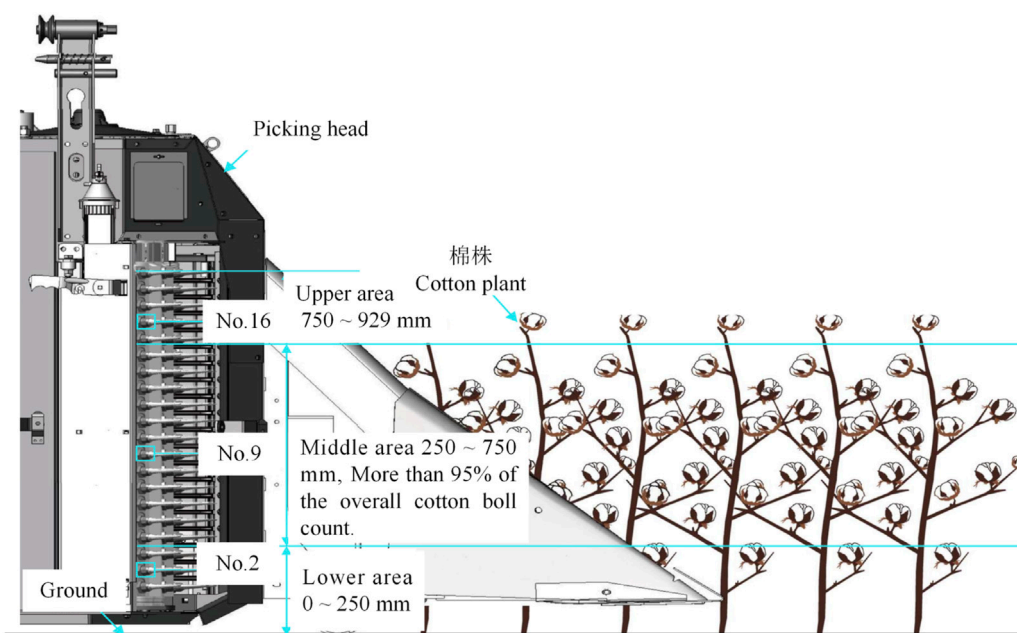 Picking head
棉株
Cotton plant
Upper area
750 ~ 929 mm
No.16
No.9
Middle area 250 ~ 750
mm, More than 95% of
the overall cotton boll
count.
No.2
Lower area
0 ~ 250 mm
Ground